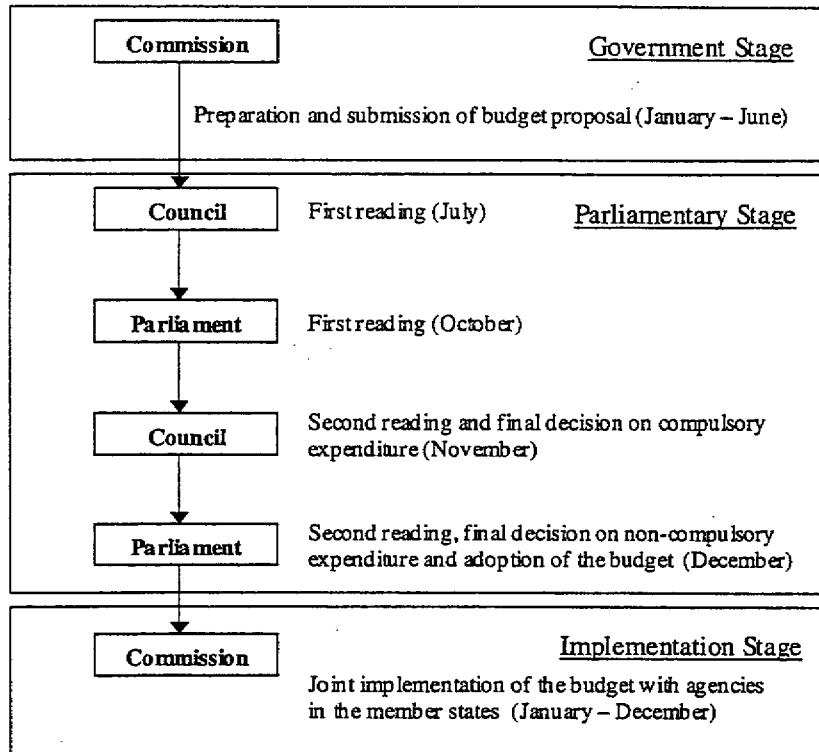 Commission
Government Stage
Preparation and submission of budget proposal (January – June)
Council
First reading (July)
Parliamentary Stage
Parliament
First reading (October)
Council
Second reading and final decision on compulsory
expenditure (November)
Parliament
Second reading, final decision on non-compulsory
expenditure and adoption of the budget (December)
Commission
Implementation Stage
Joint implementation of the budget with agencies
in the member states (January – December)